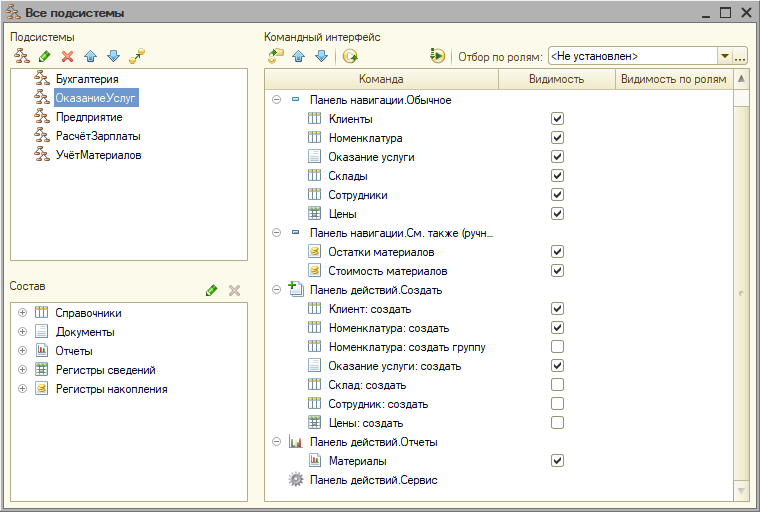 Все подсистемы
Подсистемы
Бухгалтерия
ОказаниеУслуг
Предприятие
РасчётЗарплаты
УчётМатериалов
Состав
Справочники
Документы
Отчеты
Регистры сведений
Регистры накопления
Командный интерфейс
Отбор по ролям: <Не установлен> ...
Команда Видимость Видимость по ролям
Панель навигации.Обычное
Клиенты
Номенклатура
Оказание услуги
Склады
Сотрудники
Цены
Панель навигации.См. также (ручн...
Остатки материалов
Стоимость материалов
Панель действий.Создать
Клиент: создать
Номенклатура: создать
Номенклатура: создать группу
Оказание услуги: создать
Склад: создать
Сотрудник: создать
Цены: создать
Панель действий.Отчеты
Материалы
Панель действий.Сервис